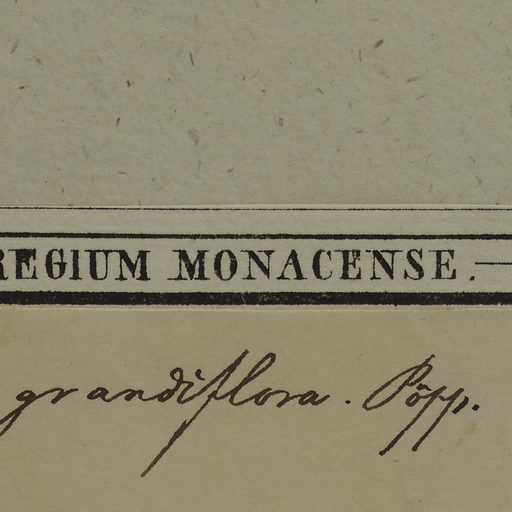 REGIUM MONACENSE.
grandiflora. Pöpp.